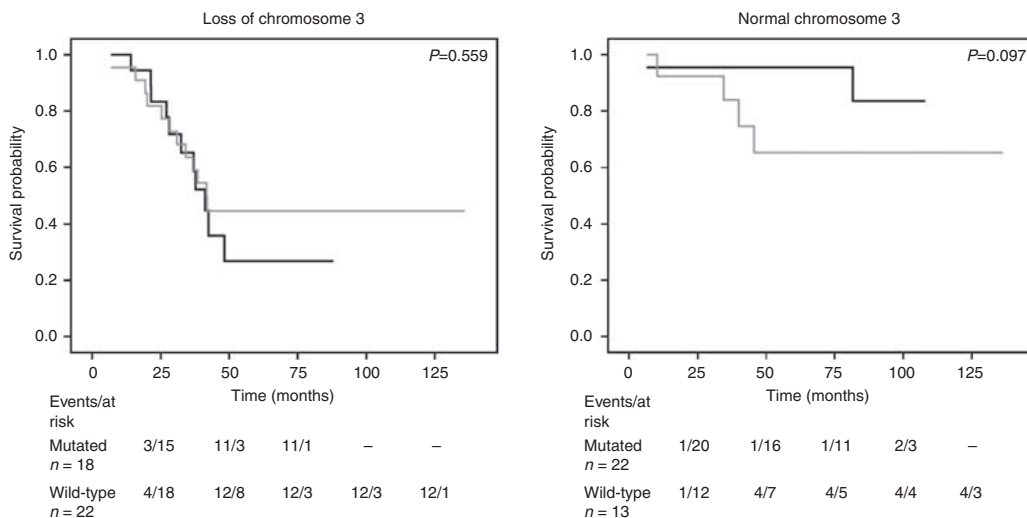 Loss of chromosome 3
P=0.559
1.0
0.8
0.6
0.4
0.2
0.0
Survival probability
0 25 50 75 100 125
Time (months)
Events/at
risk
Mutated 3/15 11/3 11/1 – –
n = 18
Wild-type 4/18 12/8 12/3 12/3 12/1
n = 22
Normal chromosome 3
P=0.097
1.0
0.8
0.6
0.4
0.2
0.0
Survival probability
0 25 50 75 100 125
Time (months)
Events/at
risk
Mutated 1/20 1/16 1/11 2/3 –
n = 22
Wild-type 1/12 4/7 4/5 4/4 4/3
n = 13